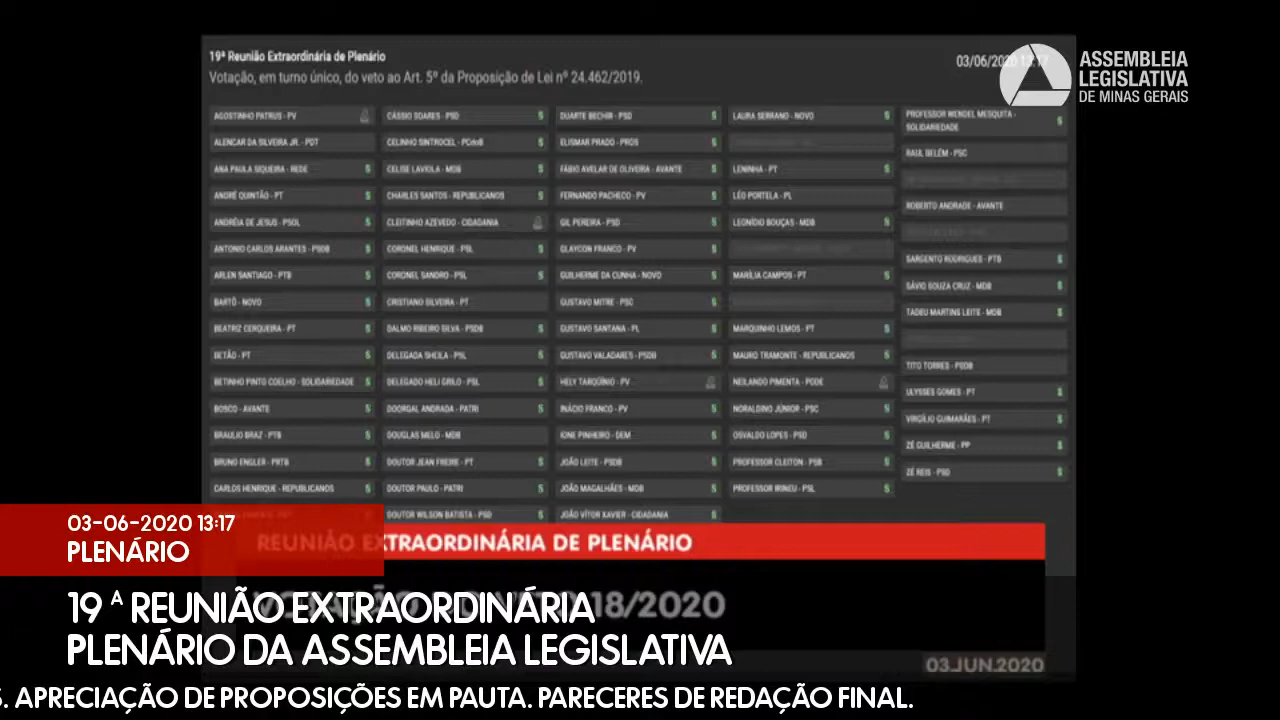 19ª Reunião Extraordinária de Plenário
03/06/2020 13:17
Votação, em turno único, do veto ao Art. 5º da Proposição de Lei nº 24.462/2019.
ASSEMBLEIA
LEGISLATIVA
DE MINAS GERAIS
AGOSTINHO PATRUS - PV
ALENCAR DA SILVEIRA JR. - PDT
ANA PAULA SIQUEIRA - REDE S
ANDRÉ QUINTÃO - PT S
ANDRÉIA DE JESUS - PSOL S
ANTONIO CARLOS ARANTES - PSDB S
ARLEN SANTIAGO - PTB S
BARTÔ - NOVO S
BEATRIZ CERQUEIRA - PT S
BETÃO - PT S
BETINHO PINTO COELHO - SOLIDARIEDADE S
BOSCO - AVANTE S
BRAULIO BRAZ - PTB S
BRUNO ENGLER - PRTB S
CARLOS HENRIQUE - REPUBLICANOS S
CÁSSIO SOARES - PSD S
CELINHO SINTROCEL - PCdoB S
CELISE LAVIOLA - MDB S
CHARLES SANTOS - REPUBLICANOS S
CLEITINHO AZEVEDO - CIDADANIA
CORONEL HENRIQUE - PSL S
CORONEL SANDRO - PSL S
CRISTIANO SILVEIRA - PT
DALMO RIBEIRO SILVA - PSDB S
DELEGADA SHEILA - PSL S
DELEGADO HELI GRILO - PSL S
DOORGAL ANDRADA - PATRI S
DOUGLAS MELO - MDB
DOUTOR JEAN FREIRE - PT S
DOUTOR PAULO - PATRI S
DOUTOR WILSON BATISTA - PSD S
DUARTE BECHIR - PSD S
ELISMAR PRADO - PROS S
FÁBIO AVELAR DE OLIVEIRA - AVANTE S
FERNANDO PACHECO - PV S
GIL PEREIRA - PSD S
GLAYCON FRANCO - PV S
GUILHERME DA CUNHA - NOVO S
GUSTAVO MITRE - PSC S
GUSTAVO SANTANA - PL S
GUSTAVO VALADARES - PSDB S
HELY TARQÜÍNIO - PV
INÁCIO FRANCO - PV S
IONE PINHEIRO - DEM S
JOÃO LEITE - PSDB S
JOÃO MAGALHÃES - MDB S
JOÃO VÍTOR XAVIER - CIDADANIA S
LAURA SERRANO - NOVO S
LENINHA - PT S
LÉO PORTELA - PL
LEONÍDIO BOUÇAS - MDB S
MARÍLIA CAMPOS - PT S
MARQUINHO LEMOS - PT S
MAURO TRAMONTE - REPUBLICANOS S
NEILANDO PIMENTA - PODE
NORALDINO JÚNIOR - PSC S
OSVALDO LOPES - PSD S
PROFESSOR CLEITON - PSB S
PROFESSOR IRINEU - PSL S
PROFESSOR WENDEL MESQUITA -
SOLIDARIEDADE S
RAUL BELÉM - PSC
ROBERTO ANDRADE - AVANTE
SARGENTO RODRIGUES - PTB S
SÁVIO SOUZA CRUZ - MDB S
TADEU MARTINS LEITE - MDB S
TITO TORRES - PSDB
ULYSSES GOMES - PT S
VIRGÍLIO GUIMARÃES - PT S
ZÉ GUILHERME - PP S
ZÉ REIS - PSD S
03-06-2020 13:17
PLENÁRIO
REUNIÃO EXTRAORDINÁRIA DE PLENÁRIO
18/2020
19 ª REUNIÃO EXTRAORDINÁRIA
PLENÁRIO DA ASSEMBLEIA LEGISLATIVA
03.JUN.2020
S. APRECIAÇÃO DE PROPOSIÇÕES EM PAUTA. PARECERES DE REDAÇÃO FINAL.